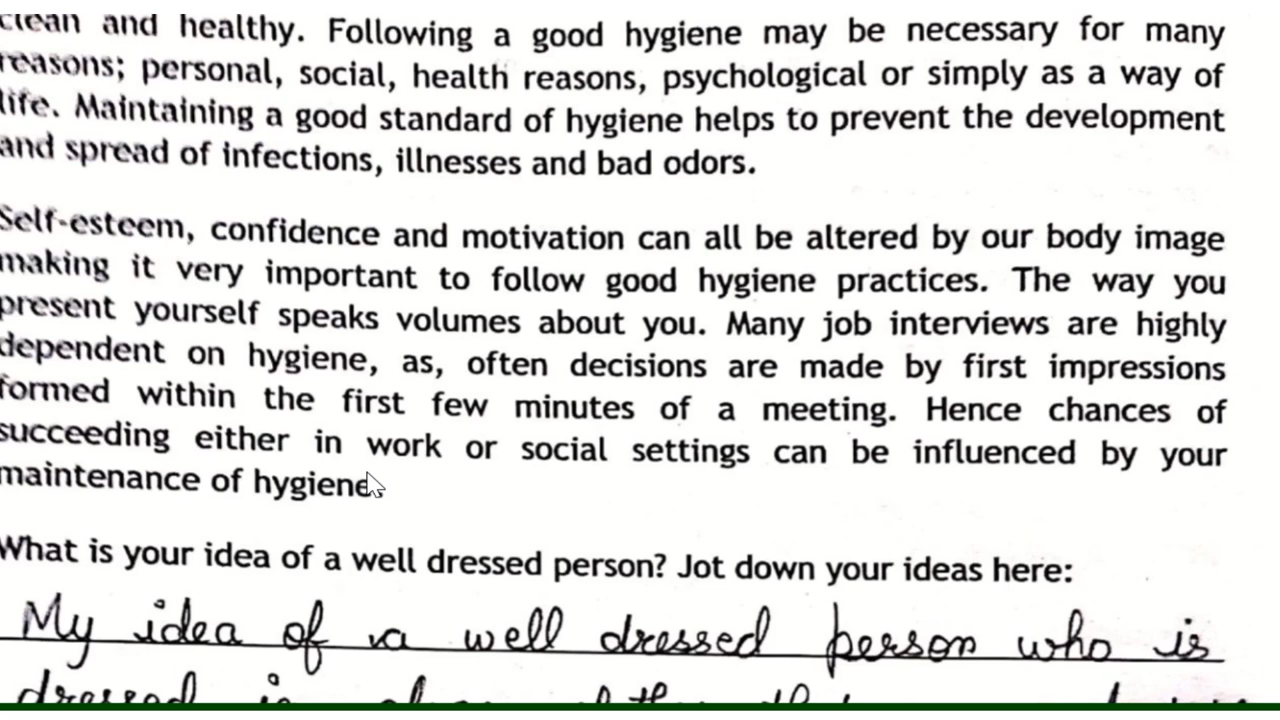 clean and healthy. Following a good hygiene may be necessary for many
reasons; personal, social, health reasons, psychological or simply as a way of
life. Maintaining a good standard of hygiene helps to prevent the development
and spread of infections, illnesses and bad odors.
Self-esteem, confidence and motivation can all be altered by our body image
making it very important to follow good hygiene practices. The way you
present yourself speaks volumes about you. Many job interviews are highly
dependent on hygiene, as, often decisions are made by first impressions
formed within the first few minutes of a meeting. Hence chances of
succeeding either in work or social settings can be influenced by your
maintenance of hygiene
What is your idea of a well dressed person? Jot down your ideas here:
My idea of a well dressed person who is
dressed in